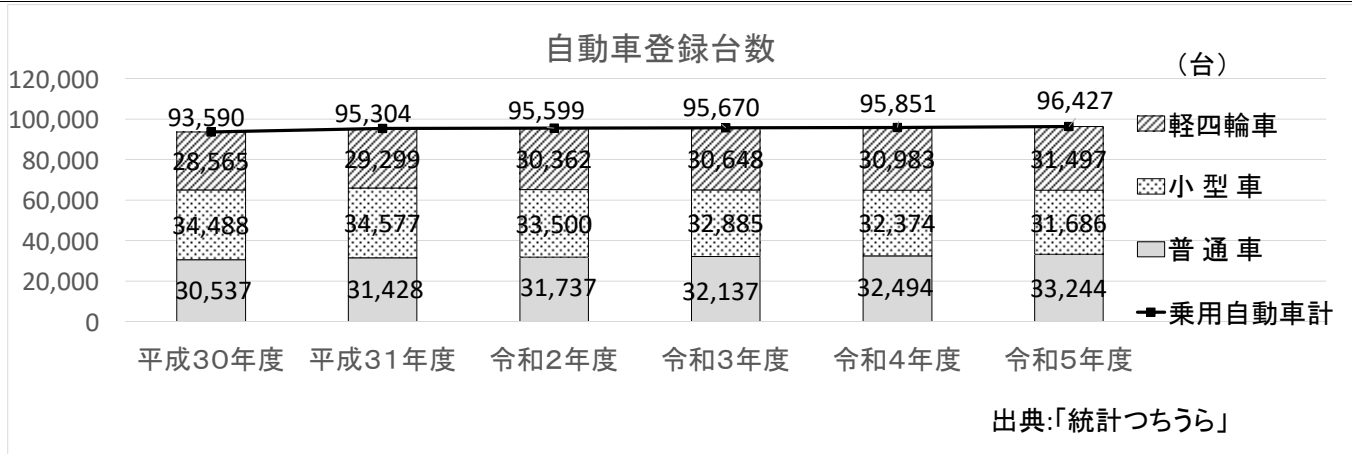 自動車登録台数
（台）
120,000
100,000
80,000
60,000
40,000
20,000
0
93,590 95,304 95,599 95,670 95,851 96,427
28,565 29,299 30,362 30,648 30,983 31,497
34,488 34,577 33,500 32,885 32,374 31,686
30,537 31,428 31,737 32,137 32,494 33,244
平成30年度 平成31年度 令和2年度 令和3年度 令和4年度 令和5年度
軽四輪車
小 型 車
普 通 車
乗用自動車計
出典:「統計つちうら」